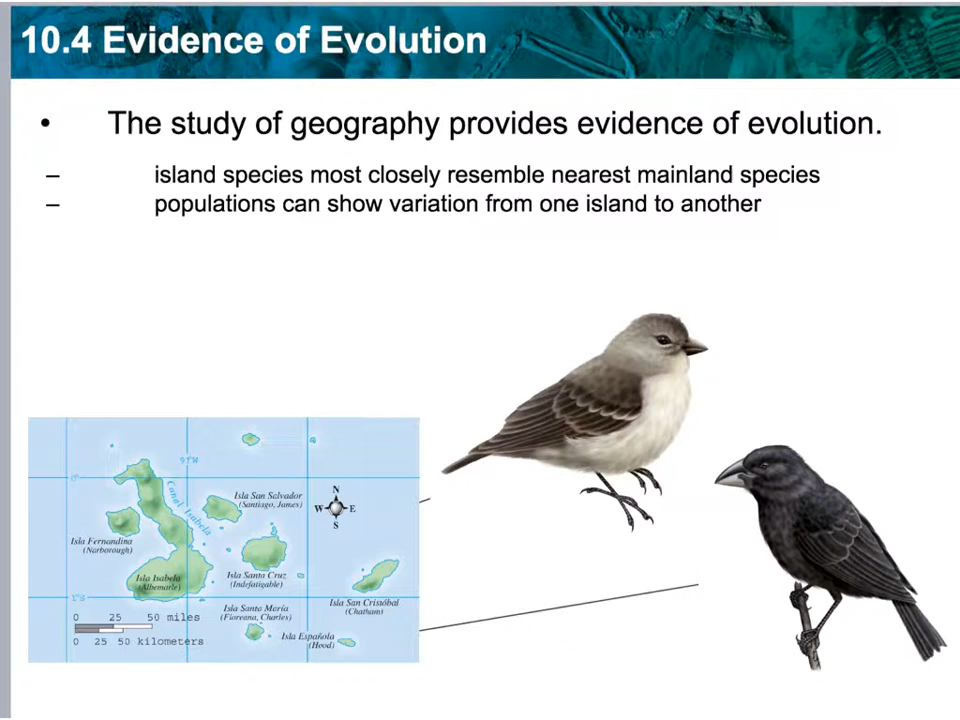 10.4 Evidence of Evolution
• The study of geography provides evidence of evolution.
– island species most closely resemble nearest mainland species
– populations can show variation from one island to another
91°W
0°
Canal Isabela
Isla San Salvador
(Santiago, James)
N
W E
S
Isla Fernandina
(Narborough)
Isla Isabela
(Albemarle)
Isla Santa Cruz
(Indefatigable)
1°S
Isla San Cristóbal
(Chatham)
Isla Santa María
(Floreana, Charles)
0 25 50 miles
0 25 50 kilometers
Isla Española
(Hood)